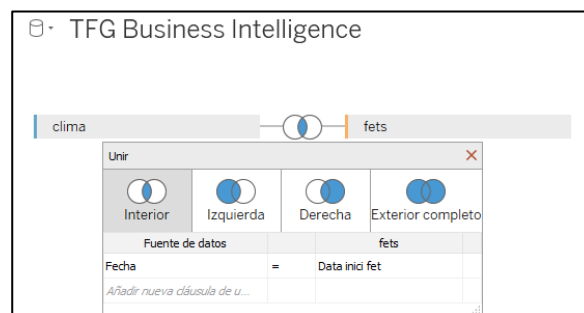 TFG Business Intelligence
clima fets
Unir
Interior Izquierda Derecha Exterior completo
Fuente de datos fets
Fecha = Data inici fet
Añadir nueva cláusula de u...